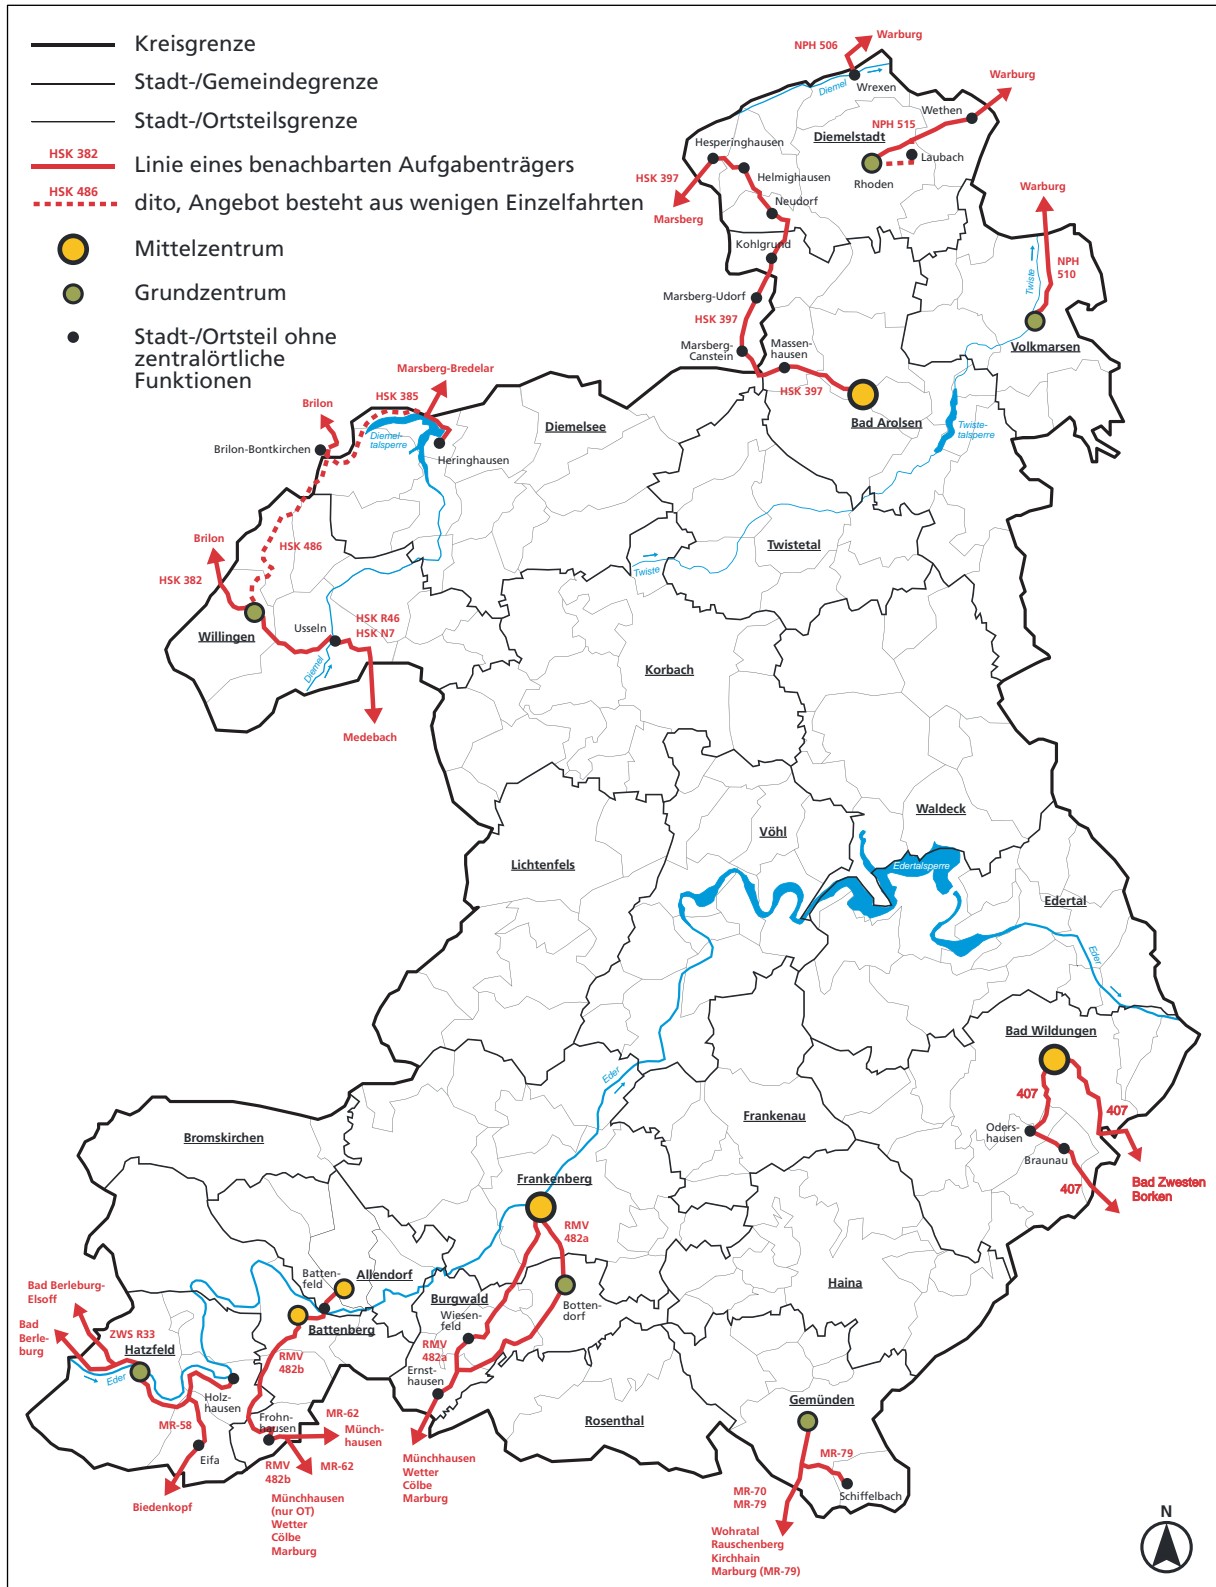 Kreisgrenze
Stadt-/Gemeindegrenze
Stadt-/Ortsteilsgrenze
HSK 382
Linie eines benachbarten Aufgabenträgers
HSK 486
dito, Angebot besteht aus wenigen Einzelfahrten
Mittelzentrum
Grundzentrum
Stadt-/Ortsteil ohne
zentralörtliche
Funktionen
NPH 506
Warburg
Diemel
Wrexen
Warburg
Wethen
NPH 515
Diemelstadt
Laubach
Rhoden
Hesperinghausen
HSK 397
Helmighausen
Marsberg
Neudorf
Kohlgrund
Warburg
NPH
510
Twiste
Volkmarsen
Marsberg-Udorf
HSK 397
Marsberg-
Canstein
Massen-
hausen
HSK 397
Bad Arolsen
Twiste-
talsperre
Marsberg-Bredelar
HSK 385
Brilon
Diemel-
talsperre
Brilon-Bontkirchen
Heringhausen
Diemelsee
Brilon
HSK 486
HSK 382
Twiste
Twistetal
Willingen
Usseln
HSK R46
HSK N7
Diemel
Medebach
Korbach
Waldeck
Vöhl
Lichtenfels
Edertalsperre
Edertal
Eder
Bad Wildungen
407
407
Oders-
hausen
Braunau
407
Bad Zwesten
Borken
Eder
Frankenau
Bromskirchen
Frankenberg
RMV
482a
Haina
Batten-
feld
Allendorf
Burgwald
Wiesen-
feld
Botten-
dorf
Bad Berleburg-
Elsoff
Bad
Berle-
burg
ZWS R33
Hatzfeld
Eder
Battenberg
RMV
482b
RMV
482a
Ernst-
hausen
Holz-
hausen
MR-58
Frohn-
hausen
MR-62
Münch-
hausen
Eifa
RMV
482b
MR-62
Biedenkopf
Münchhausen
(nur OT)
Wetter
Cölbe
Marburg
Münchhausen
Wetter
Cölbe
Marburg
Rosenthal
Gemünden
MR-79
MR-70
MR-79
Schiffelbach
Wohratal
Rauschenberg
Kirchhain
Marburg (MR-79)
N